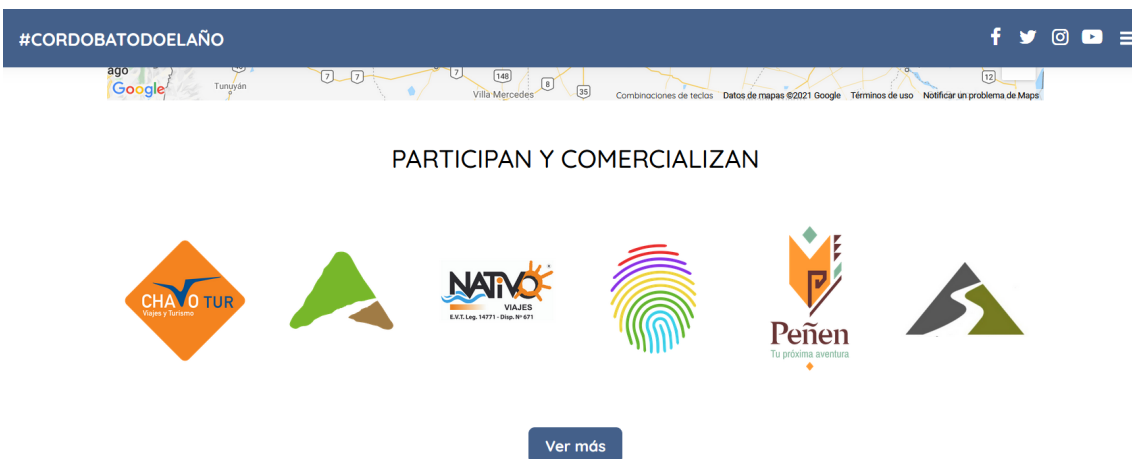 #CORDOBATODOELAÑO
ago
Google
Tunuyán
7
7
7
148
8
35
12
Villa Mercedes
Combinaciones de teclas
Datos de mapas ©2021 Google
Términos de uso
Notificar un problema de Maps
PARTICIPAN Y COMERCIALIZAN
CHAVO TUR
Viajes y Turismo
NATIVO
VIAJES
E.V.T. Leg. 14771 - Disp. Nº 671
Peñen
Tu próxima aventura
Ver más